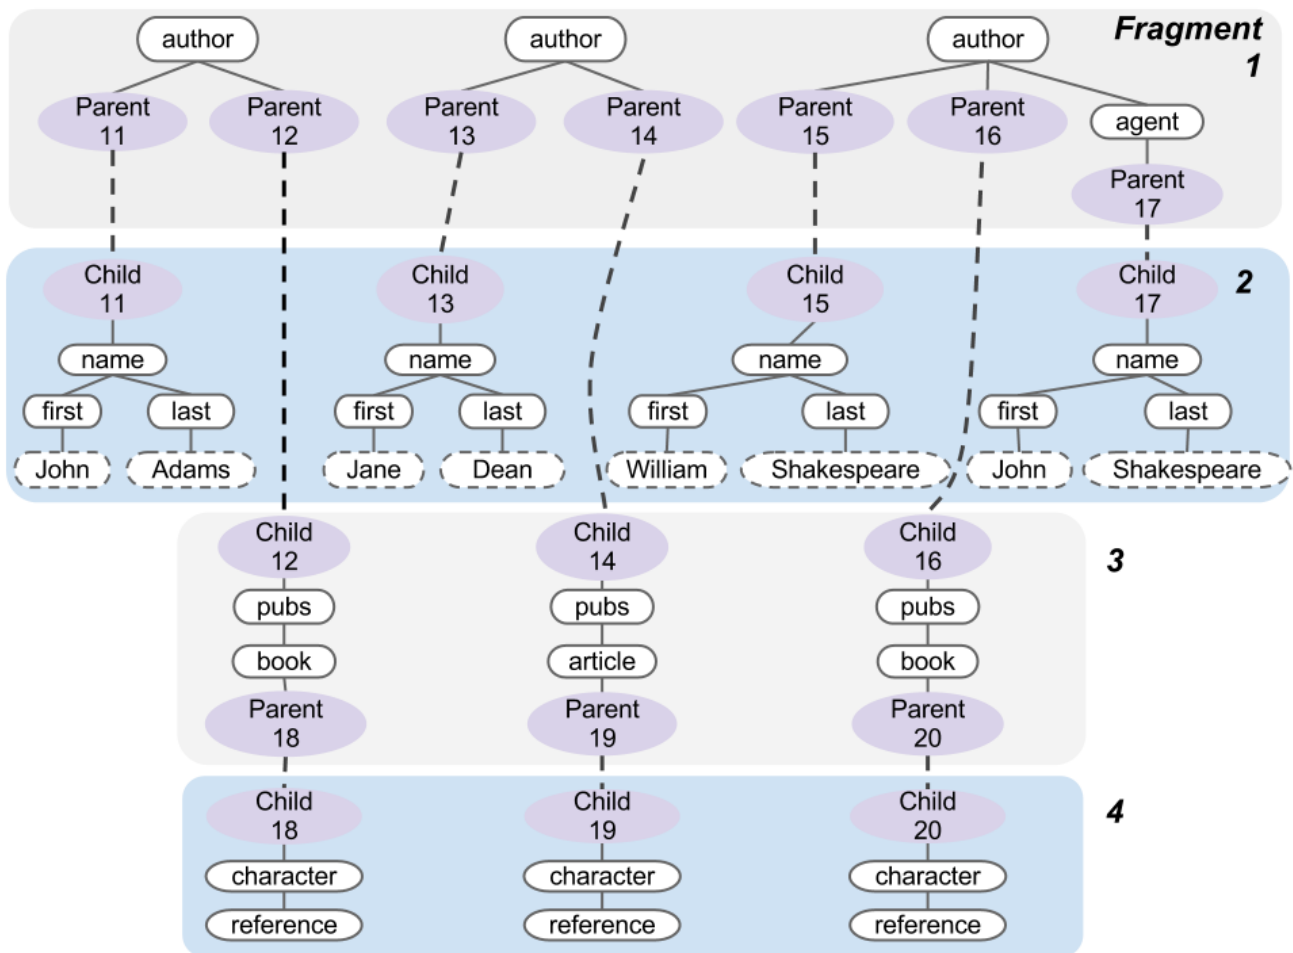 author
author
author
Fragment
1
Parent
11
Parent
12
Parent
13
Parent
14
Parent
15
Parent
16
agent
Parent
17
Child
11
Child
13
Child
15
Child
17
2
name
name
name
name
first
last
first
last
first
last
first
last
John
Adams
Jane
Dean
William
Shakespeare
John
Shakespeare
Child
12
Child
14
Child
16
3
pubs
pubs
pubs
book
article
book
Parent
18
Parent
19
Parent
20
Child
18
Child
19
Child
20
4
character
character
character
reference
reference
reference